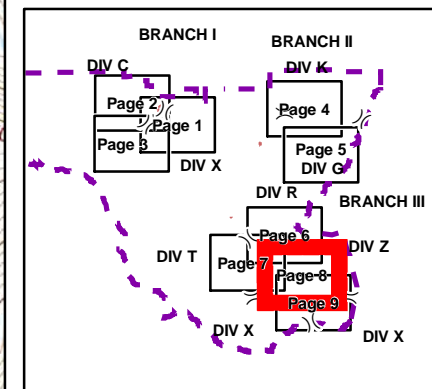 BRANCH I
BRANCH II
DIV C
DIV K
Page 2
Page 4
Page 1
Page 3
Page 5
DIV X
DIV G
DIV R
BRANCH III
Page 6
DIV Z
DIV T
Page 7
Page 8
Page 9
DIV X
DIV X